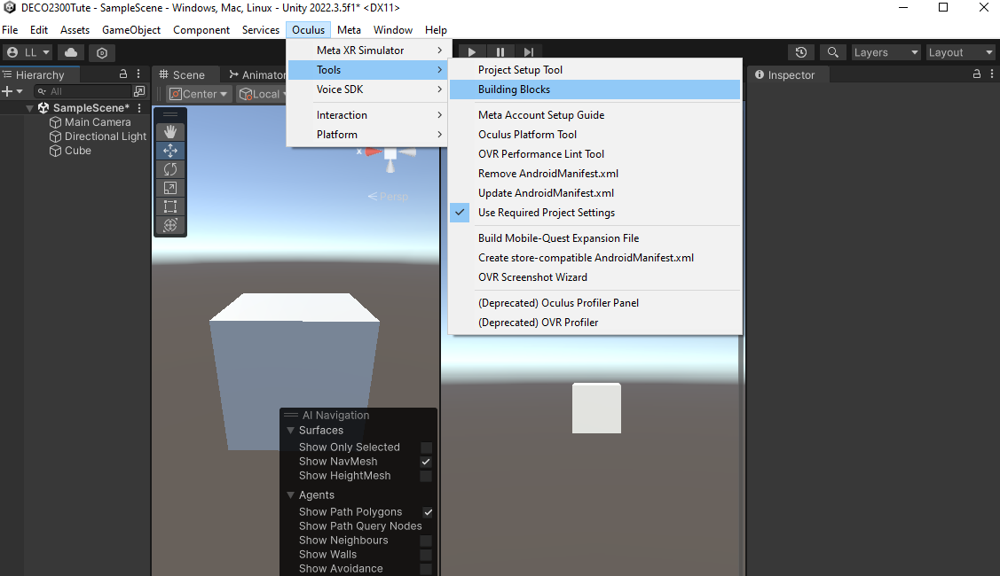 DECO2300Tute - SampleScene - Windows, Mac, Linux - Unity 2022.3.5f1* <DX11>
File Edit Assets GameObject Component Services Oculus Meta Window Help
LL
Layers Layout
Hierarchy
All
SampleScene*
Main Camera
Directional Light
Cube
Scene Animator
Center Local
x
Persp
Meta XR Simulator
Tools
Voice SDK
Interaction
Platform
Project Setup Tool
Building Blocks
Meta Account Setup Guide
Oculus Platform Tool
OVR Performance Lint Tool
Remove AndroidManifest.xml
Update AndroidManifest.xml
Use Required Project Settings
Build Mobile-Quest Expansion File
Create store-compatible AndroidManifest.xml
OVR Screenshot Wizard
(Deprecated) Oculus Profiler Panel
(Deprecated) OVR Profiler
Inspector
AI Navigation
Surfaces
Show Only Selected
Show NavMesh
Show HeightMesh
Agents
Show Path Polygons
Show Path Query Nodes
Show Neighbours
Show Walls
Show Avoidance